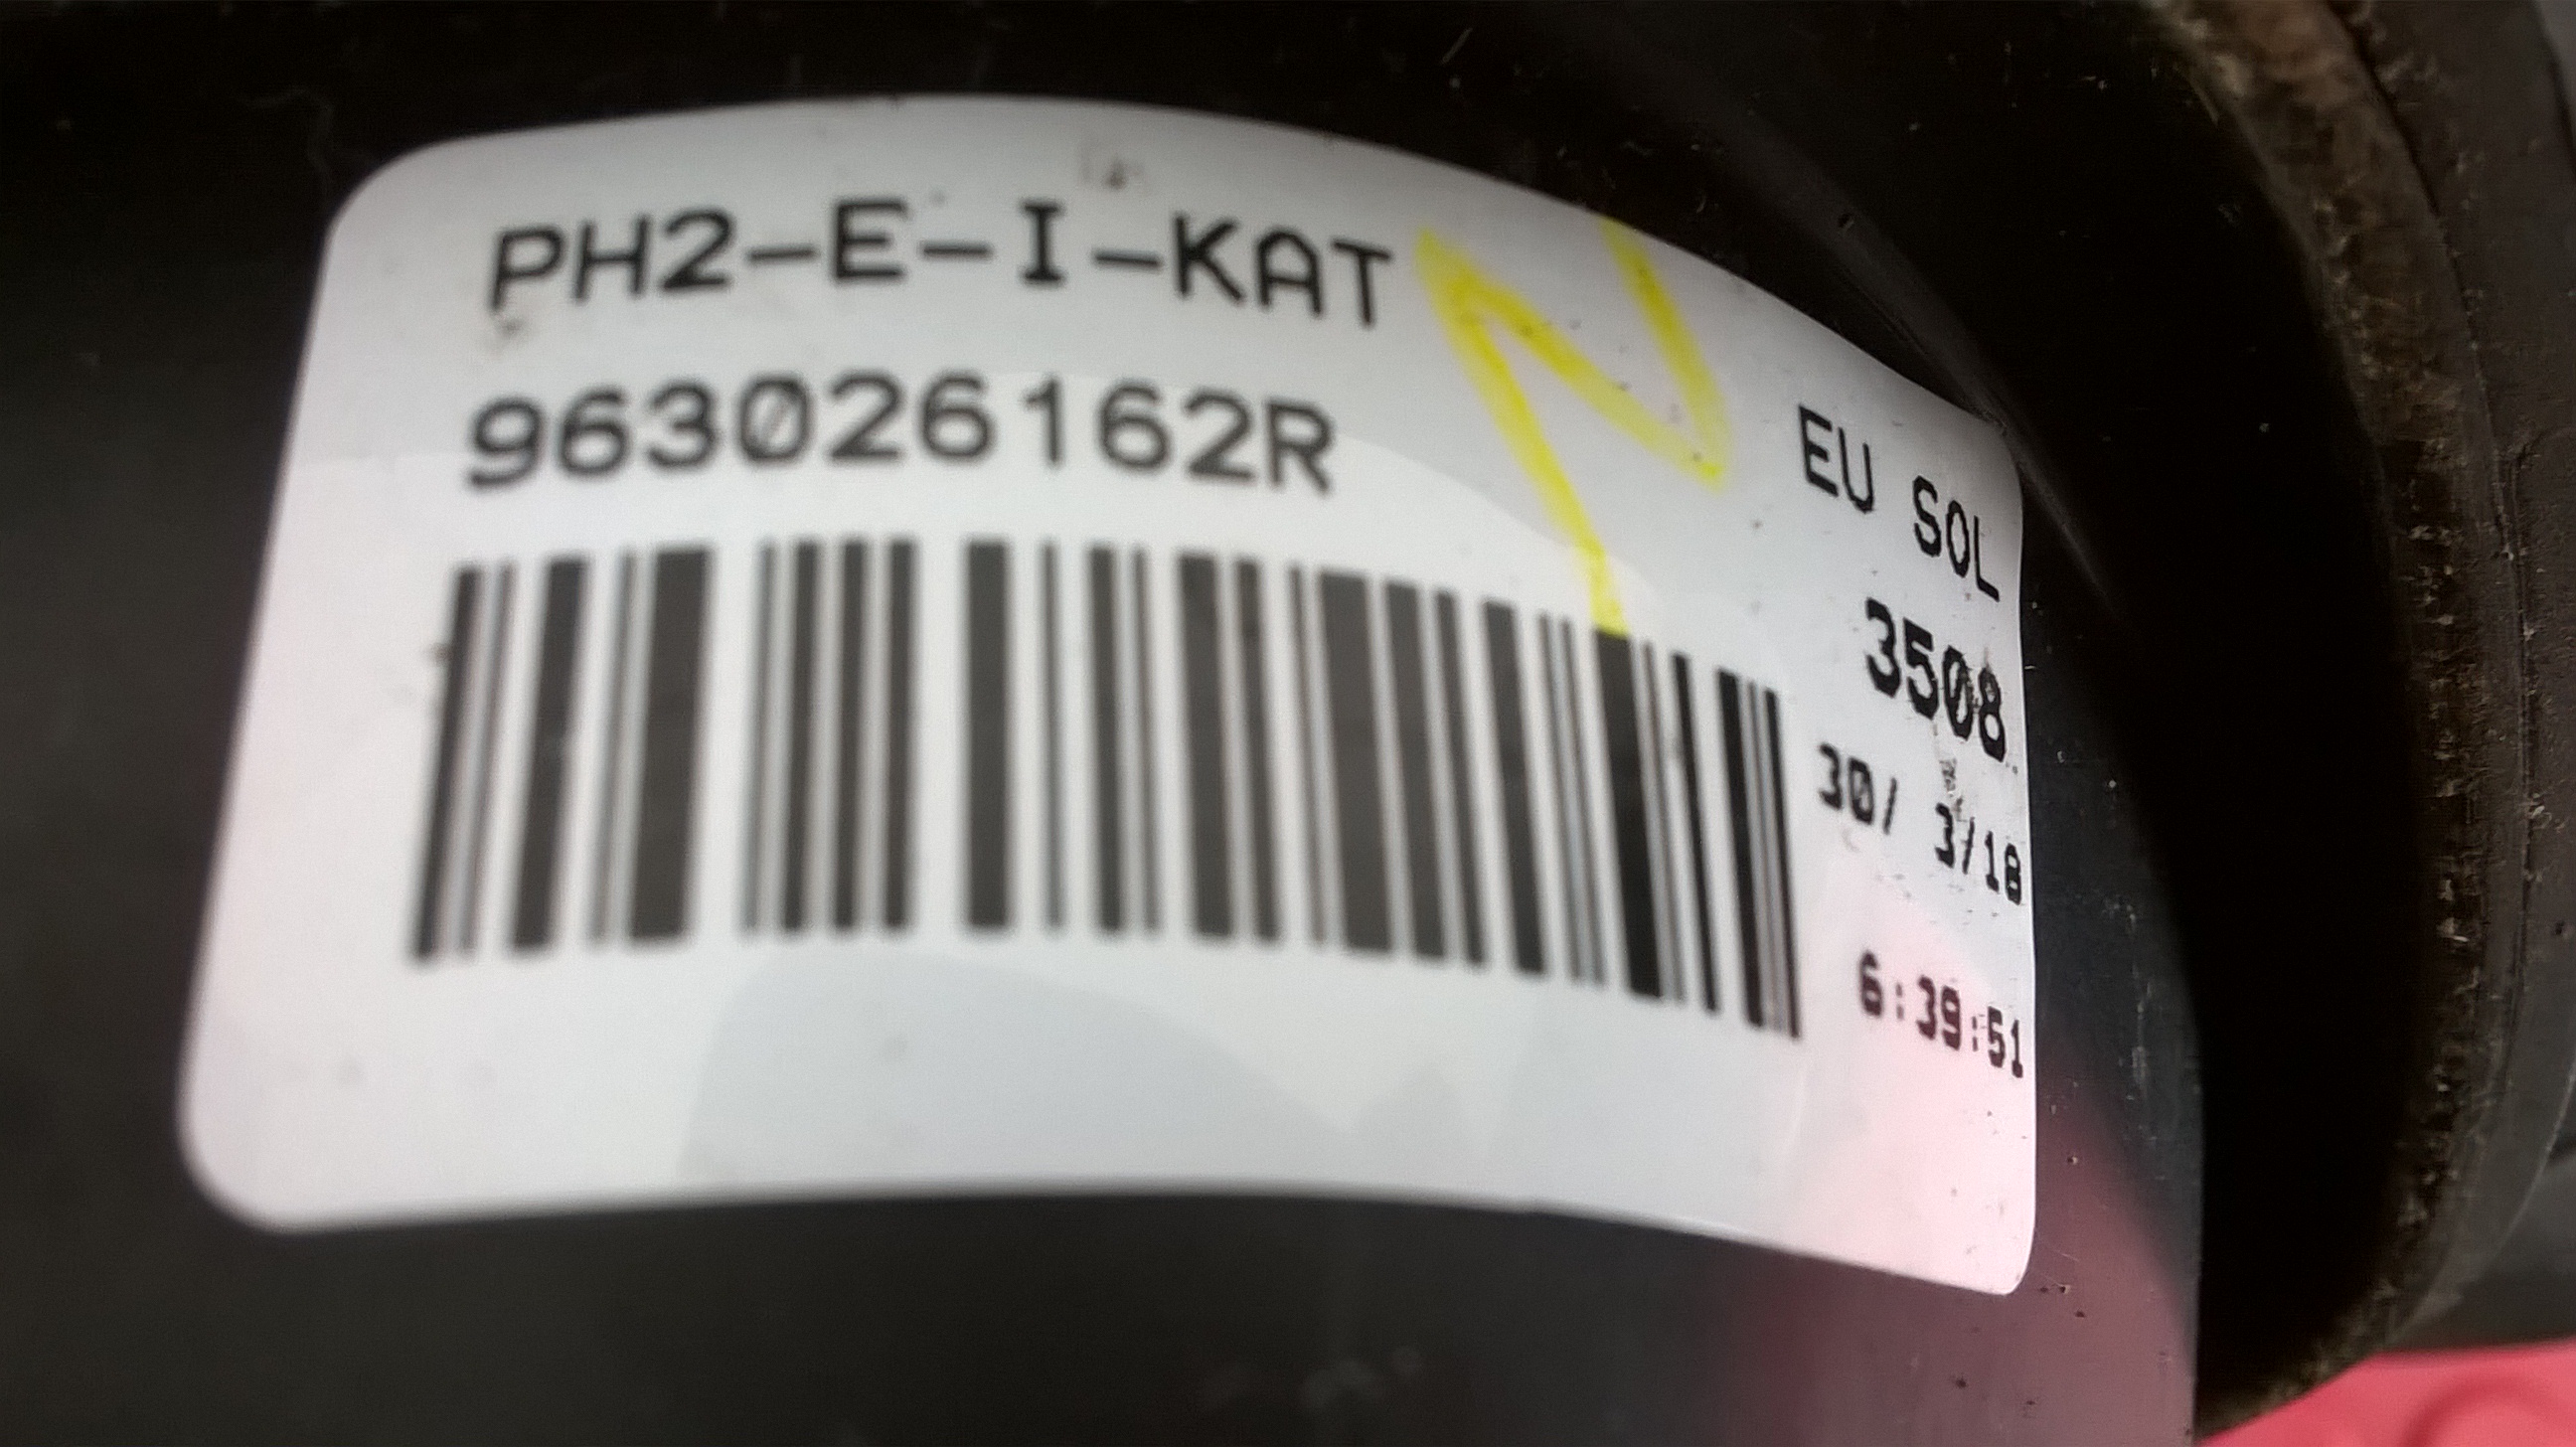 PH2-E-I-KAT
963026162R
EU SOL
3508
30/ 3/18
6:39:51